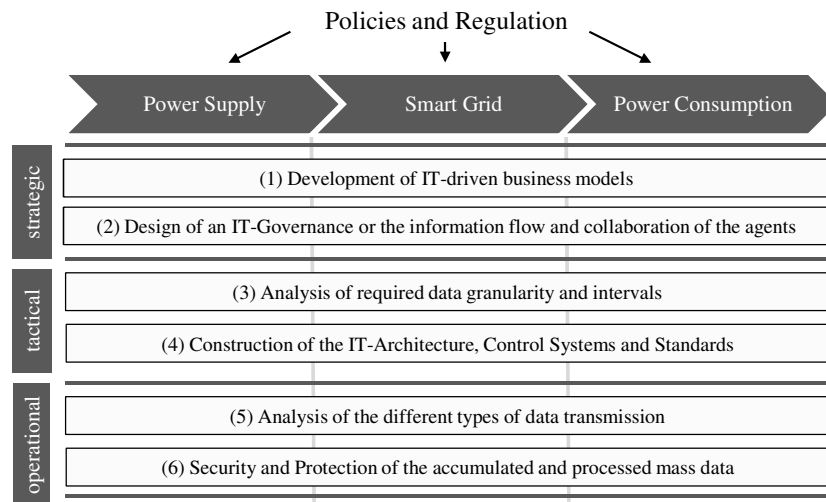 Policies and Regulation
Power Supply
Smart Grid
Power Consumption
strategic
(1) Development of IT-driven business models
(2) Design of an IT-Governance or the information flow and collaboration of the agents
tactical
(3) Analysis of required data granularity and intervals
(4) Construction of the IT-Architecture, Control Systems and Standards
operational
(5) Analysis of the different types of data transmission
(6) Security and Protection of the accumulated and processed mass data